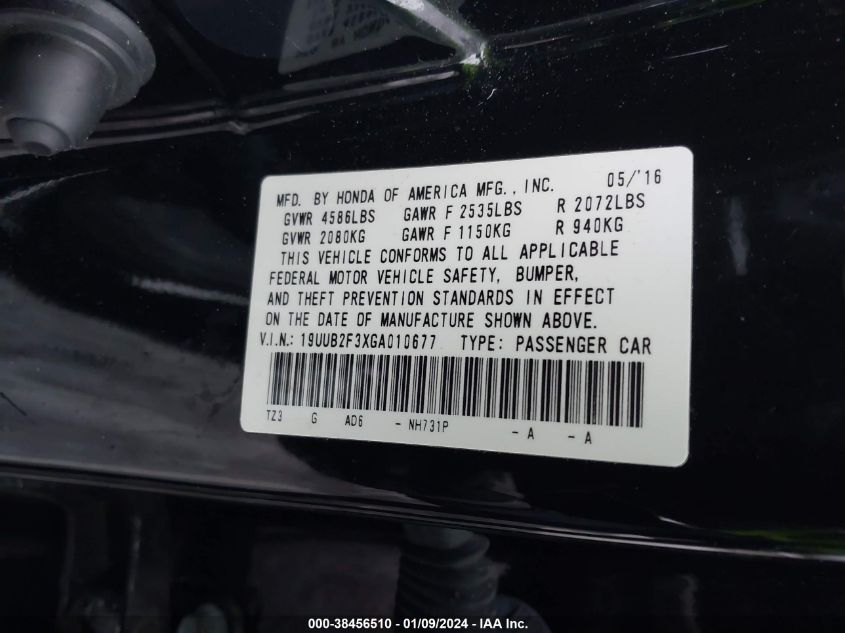 MFD. BY HONDA OF AMERICA MFG., INC. 05/'16
GVWR 4586LBS GAWR F 2535LBS R 2072LBS
GVWR 2080KG GAWR F 1150KG R 940KG
THIS VEHICLE CONFORMS TO ALL APPLICABLE
FEDERAL MOTOR VEHICLE SAFETY, BUMPER,
AND THEFT PREVENTION STANDARDS IN EFFECT
ON THE DATE OF MANUFACTURE SHOWN ABOVE.
V.I.N.: 19UUB2F3XGA010677 TYPE: PASSENGER CAR
TZ3 G AD6 - NH731P - A - A
000-38456510 - 01/09/2024 - IAA Inc.